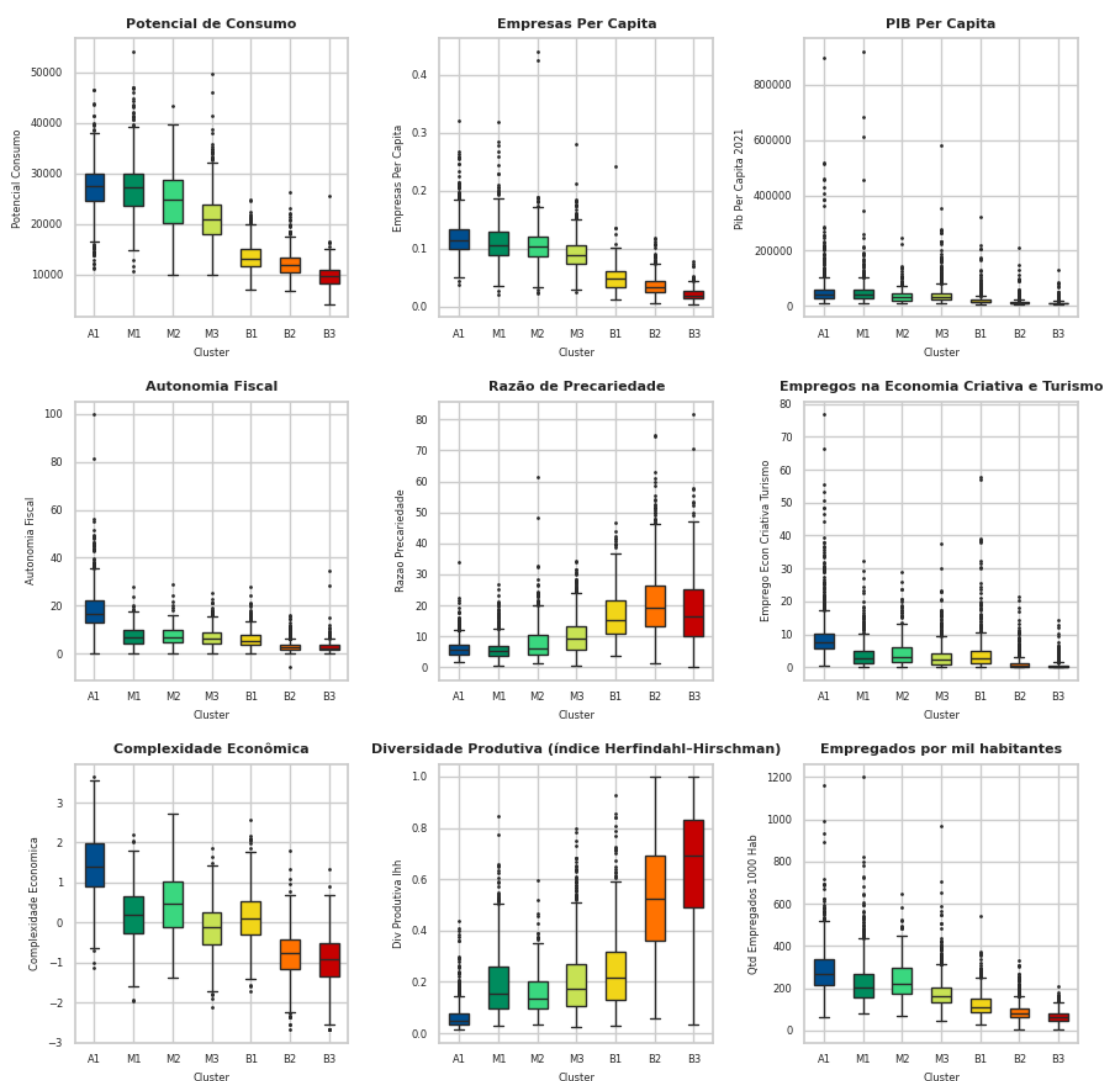 Potencial de Consumo
Potencial Consumo
50000
40000
30000
20000
10000
A1 M1 M2 M3 B1 B2 B3
Cluster
Empresas Per Capita
Empresas Per Capita
0.4
0.3
0.2
0.1
0.0
A1 M1 M2 M3 B1 B2 B3
Cluster
PIB Per Capita
Pib Per Capita 2021
800000
600000
400000
200000
0
A1 M1 M2 M3 B1 B2 B3
Cluster
Autonomia Fiscal
Autonomia Fiscal
100
80
60
40
20
0
A1 M1 M2 M3 B1 B2 B3
Cluster
Razão de Precariedade
Razao Precariedade
80
70
60
50
40
30
20
10
0
A1 M1 M2 M3 B1 B2 B3
Cluster
Empregos na Economia Criativa e Turismo
Emprego Econ Criativa Turismo
80
70
60
50
40
30
20
10
0
A1 M1 M2 M3 B1 B2 B3
Cluster
Complexidade Econômica
Complexidade Economica
3
2
1
0
−1
−2
−3
A1 M1 M2 M3 B1 B2 B3
Cluster
Diversidade Produtiva (índice Herfindahl–Hirschman)
Div Produtiva Ihh
1.0
0.8
0.6
0.4
0.2
0.0
A1 M1 M2 M3 B1 B2 B3
Cluster
Empregados por mil habitantes
Qtd Empregados 1000 Hab
1200
1000
800
600
400
200
0
A1 M1 M2 M3 B1 B2 B3
Cluster